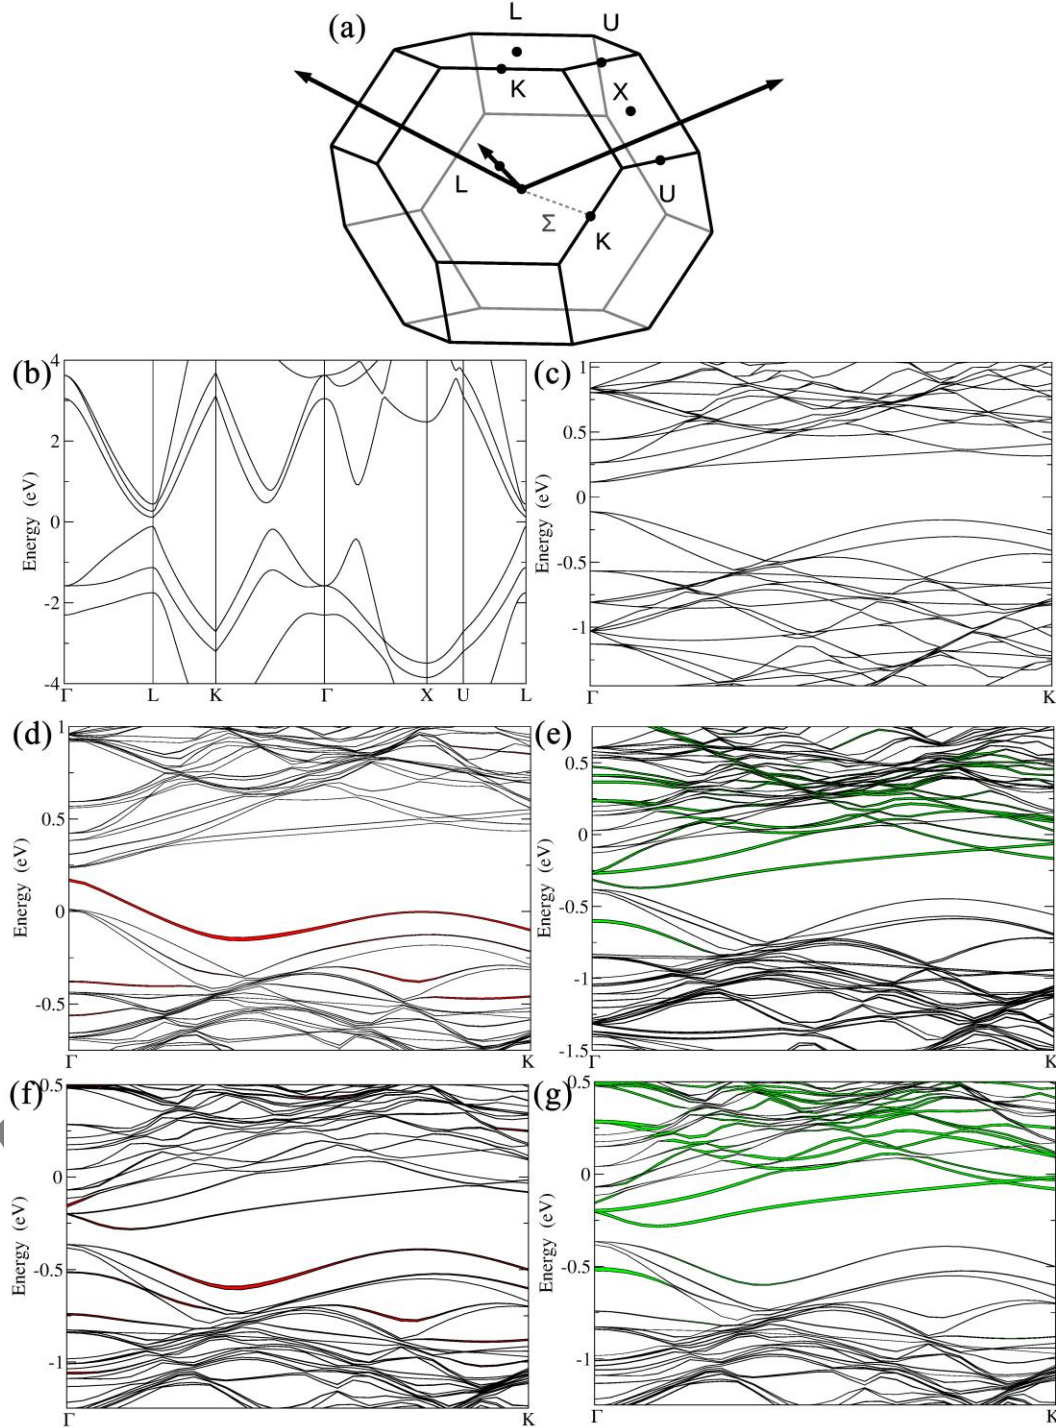 (a)
L
U
K
X
L
U
Σ
K
(b)
4
2
0
-2
-4
Energy (eV)
Γ L K Γ X U L
(c)
1
0.5
0
-0.5
-1
Energy (eV)
Γ K
(d)
1
0.5
0
-0.5
Energy (eV)
Γ K
(e)
0.5
0
-0.5
-1
-1.5
Energy (eV)
Γ K
(f)
0.5
0
-0.5
-1
Energy (eV)
Γ K
(g)
0.5
0
-0.5
-1
Energy (eV)
Γ K